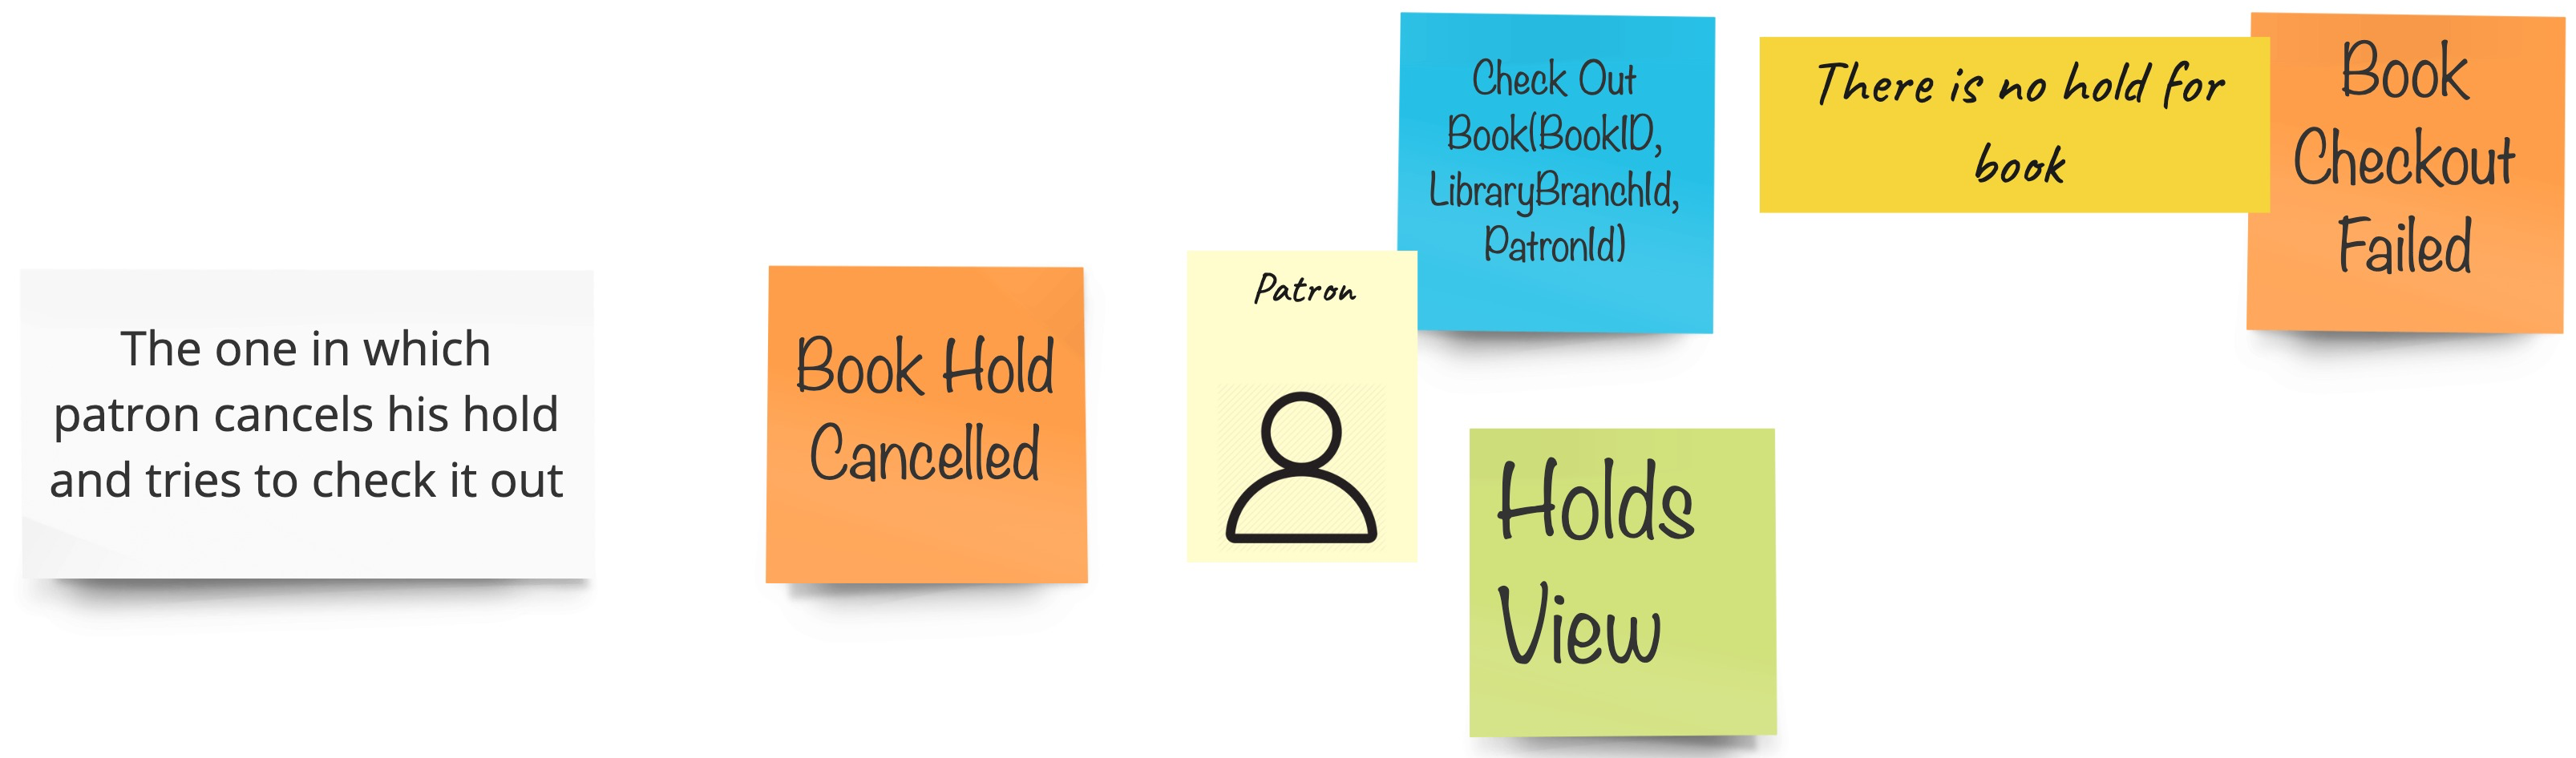 The one in which
patron cancels his hold
and tries to check it out
Book Hold
Cancelled
Patron
Check Out
Book(BookID,
LibraryBranchId,
PatronId)
Holds
View
There is no hold for
book
Book
Checkout
Failed